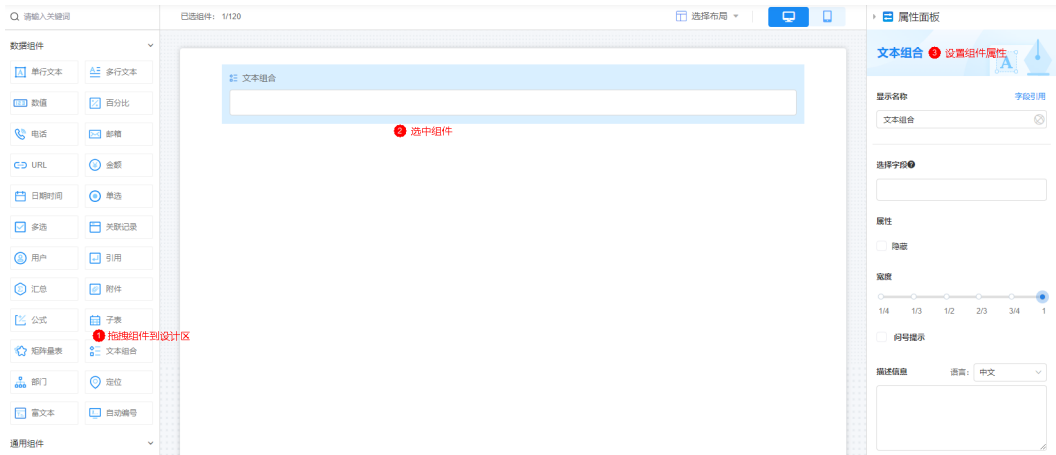 请输入关键词
已选组件：1/120
选择布局
属性面板
数据组件
单行文本
多行文本
数值
百分比
电话
邮箱
URL
金额
日期时间
单选
多选
关联记录
用户
引用
汇总
附件
公式
子表
矩阵量表
文本组合
部门
定位
富文本
自动编号
通用组件
1 拖拽组件到设计区
文本组合
2 选中组件
文本组合
3 设置组件属性
A
显示名称
字段引用
文本组合
选择字段
属性
隐藏
宽度
1/4 1/3 1/2 2/3 3/4 1
问号提示
描述信息
语言：
中文